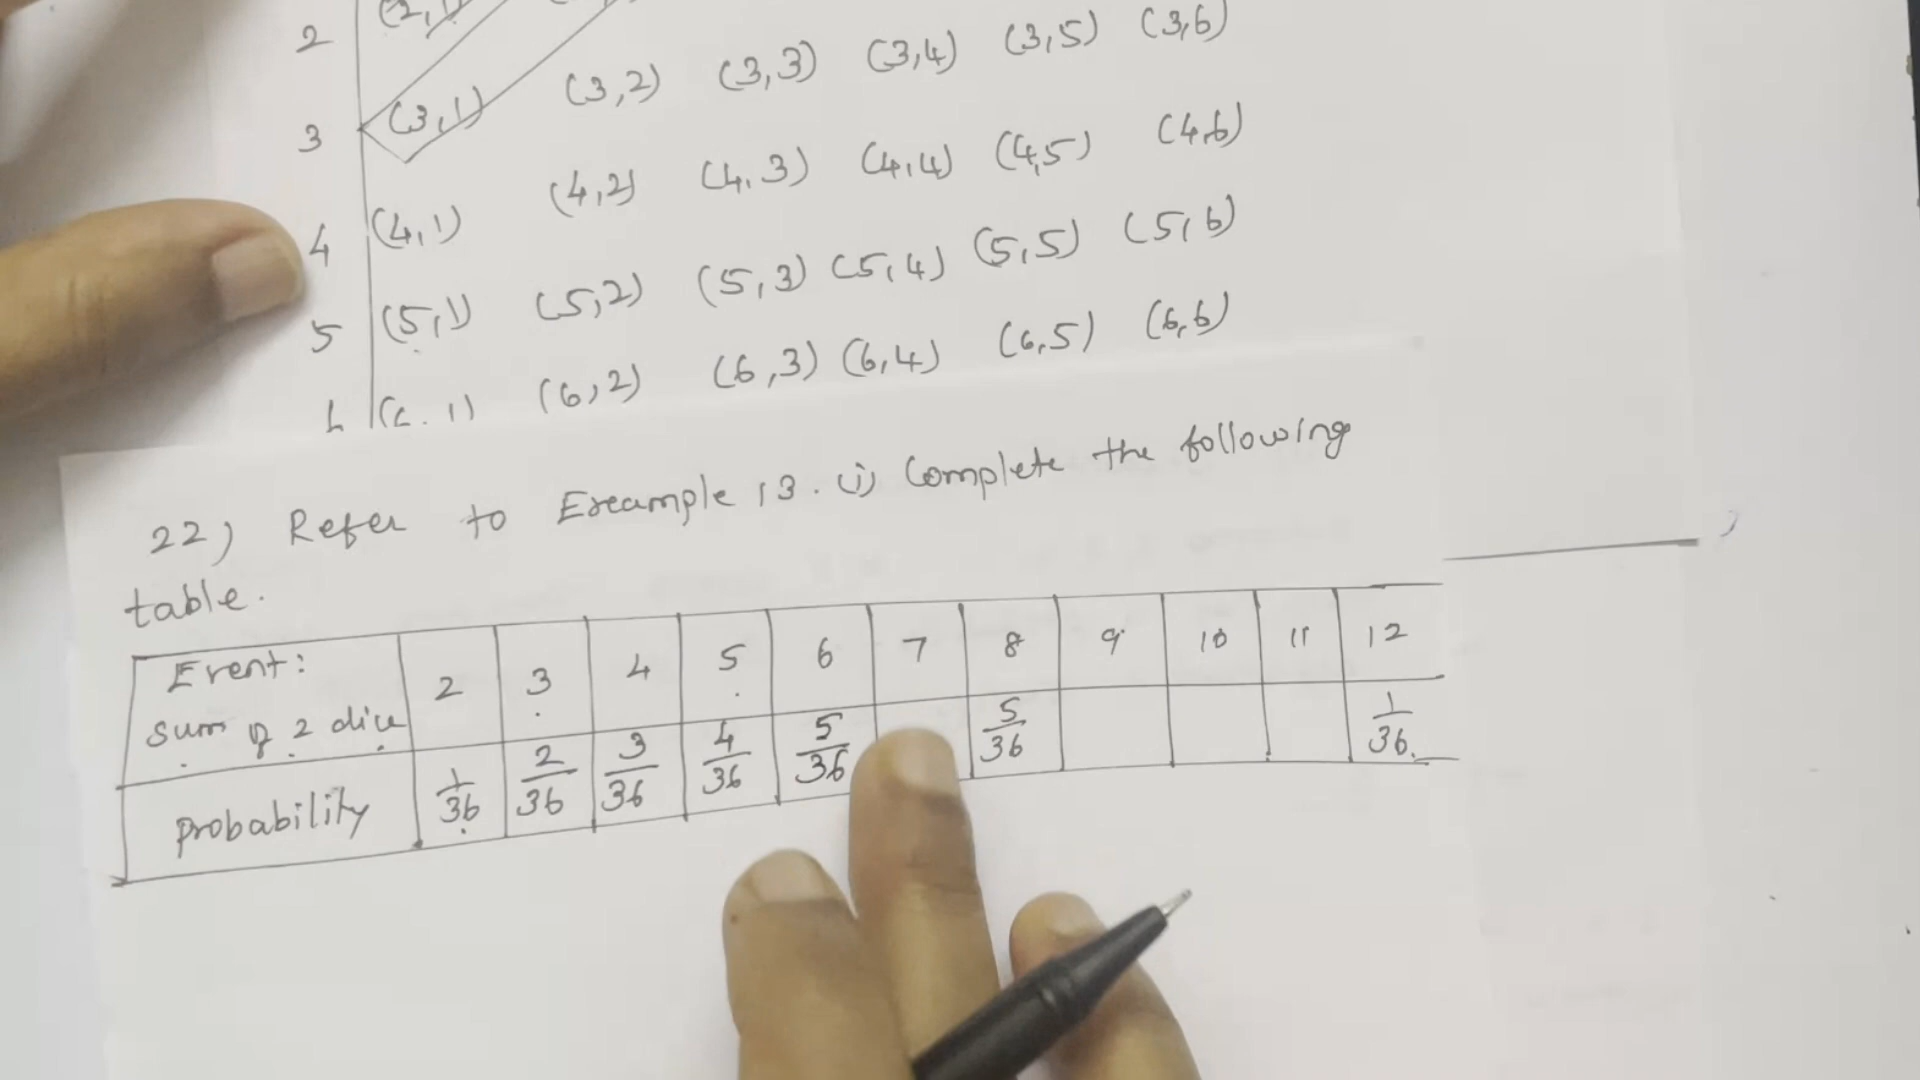 2 (2,1)
3 (3,1) (3,2) (3,3) (3,4) (3,5) (3,6)
4 (4,1) (4,2) (4,3) (4,4) (4,5) (4,6)
5 (5,1) (5,2) (5,3) (5,4) (5,5) (5,6)
(6,2) (6,3) (6,4) (6,5) (6,6)
22) Refer to Example 13. (i) Complete the following
table.
Event: 2 3 4 5 6 7 8 9 10 11 12
sum of 2 dice
probability 1/36 2/36 3/36 4/36 5/36 5/36 1/36.